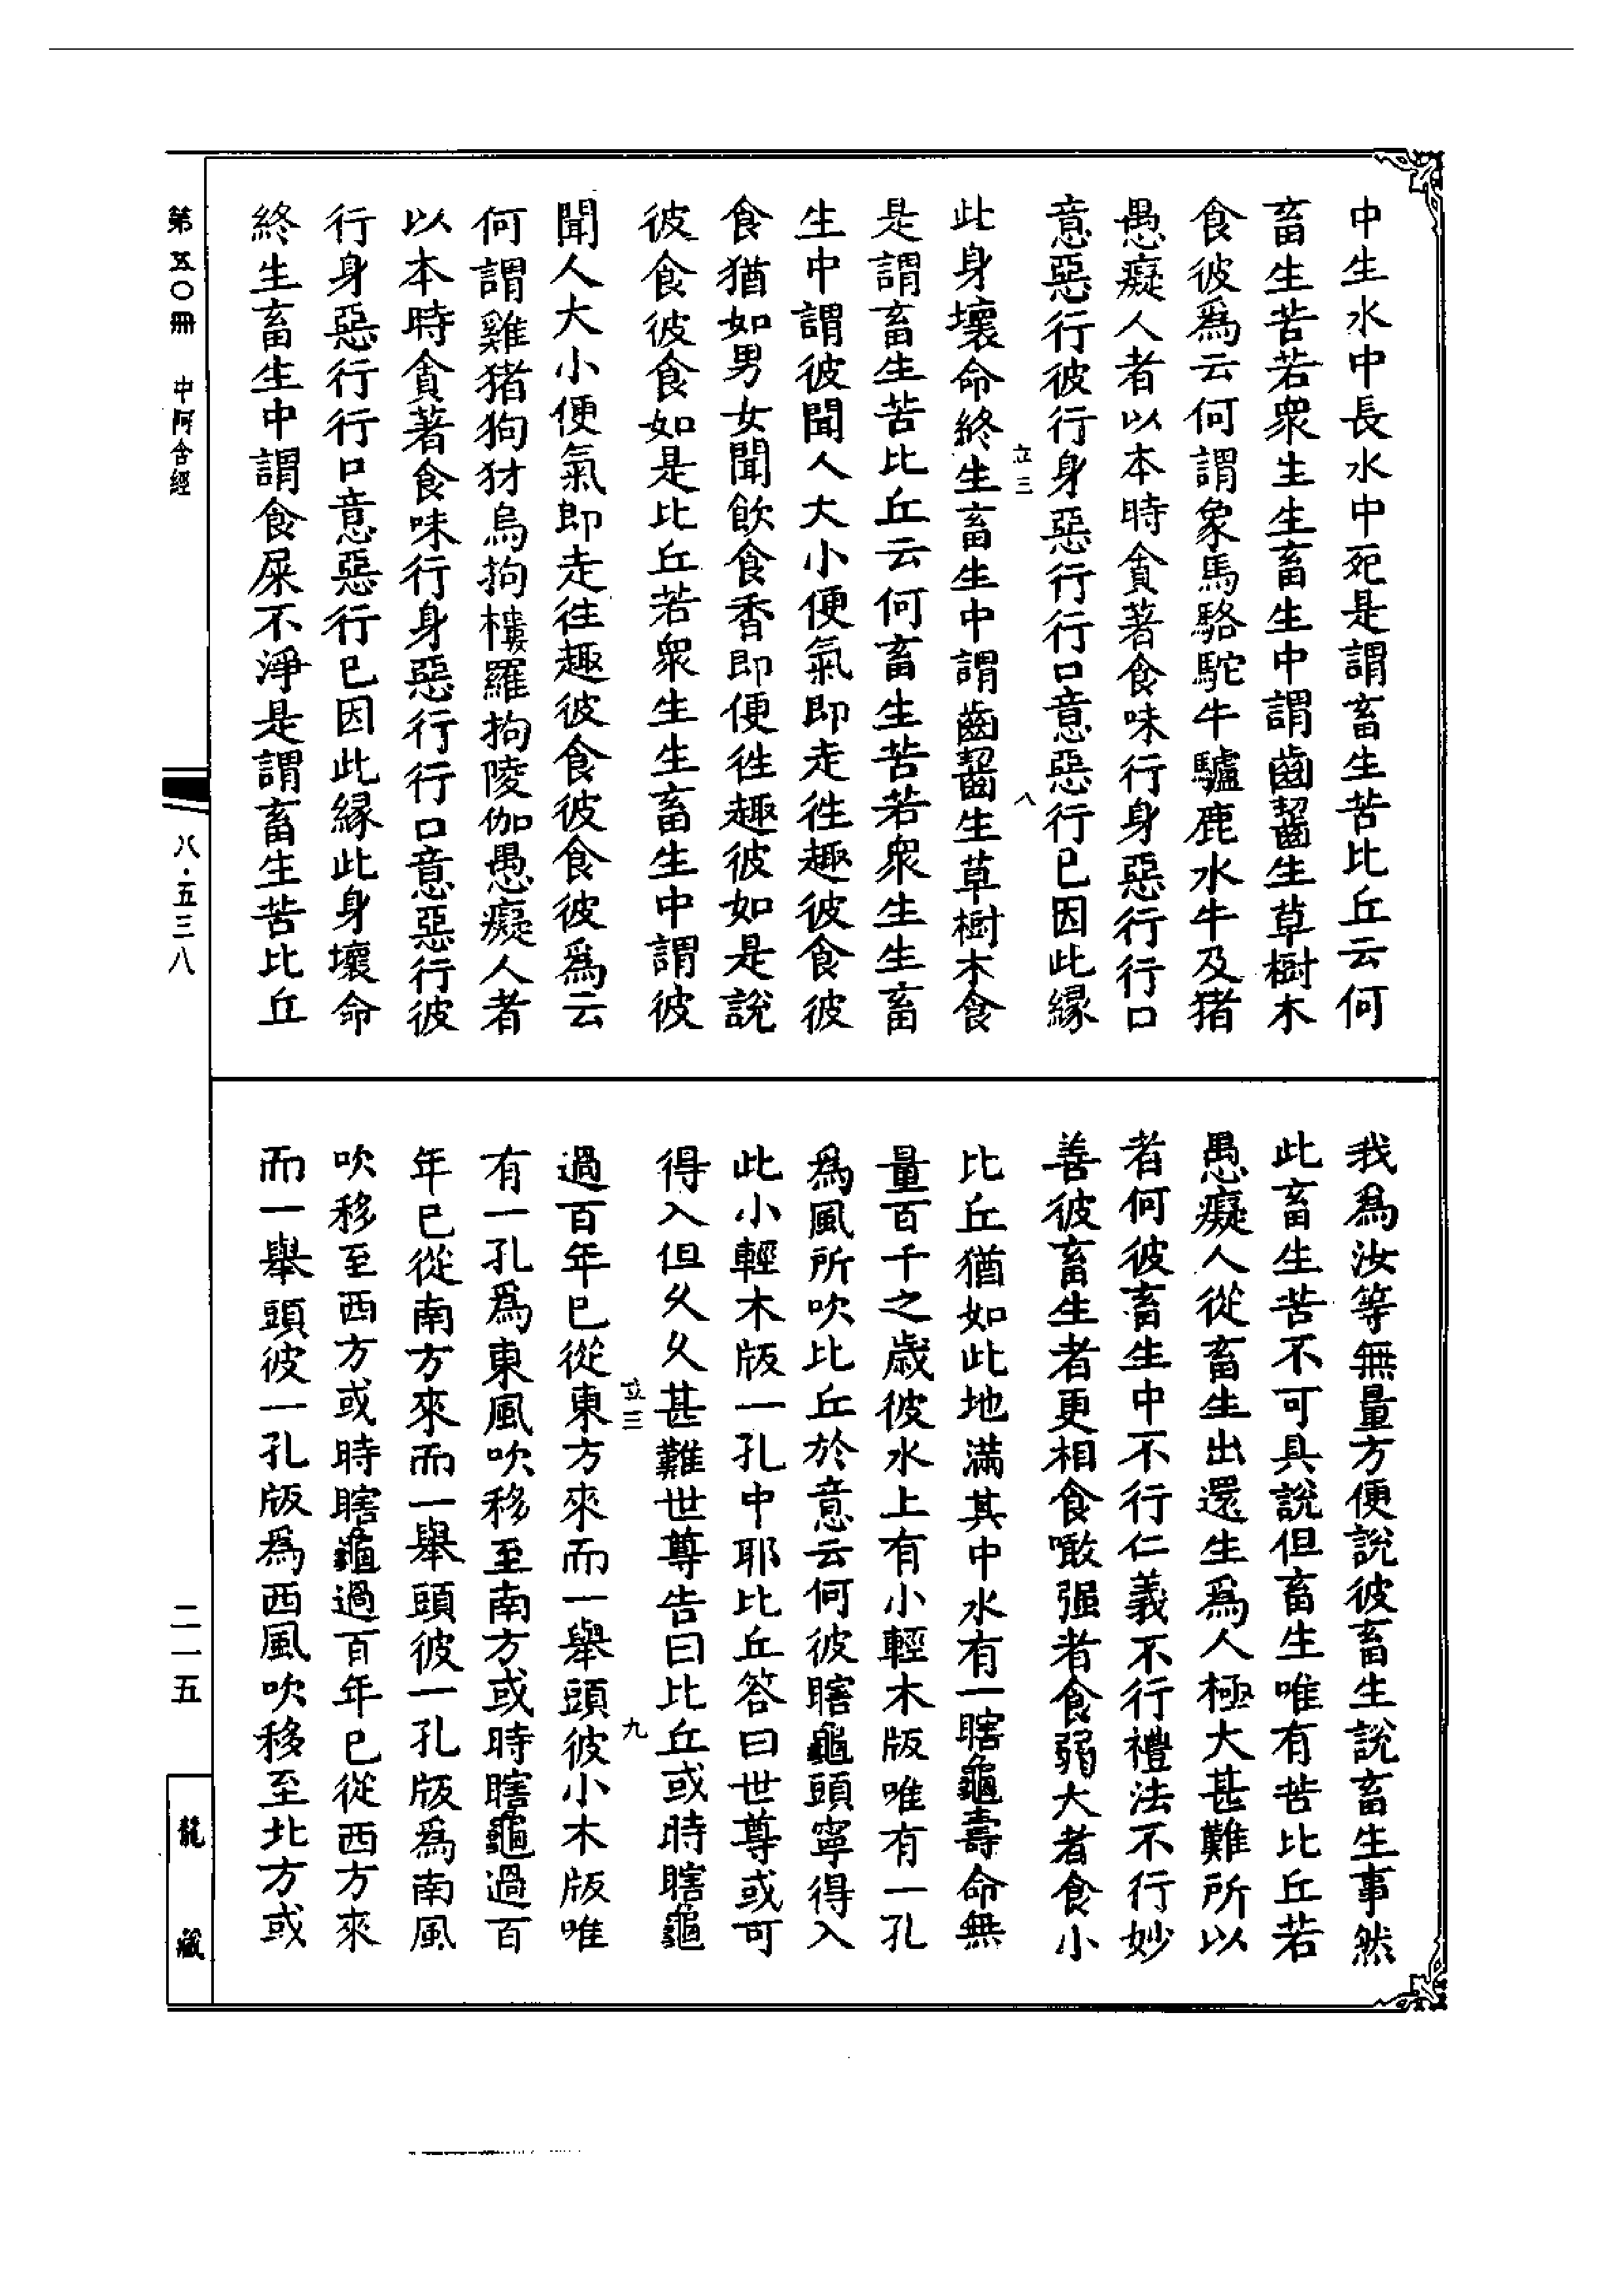 中生水中長水中死是謂畜生苦比丘云何
畜生苦若衆生生畜生中謂齒齧生草樹木
食彼爲云何謂象馬駱駝牛驢鹿水牛及猪
愚癡人者以本時貪著食味行身惡行行口
意惡行彼行身惡行行口意惡行已因此緣
立三 八
此身壞命終生畜生中謂齒齧生草樹木食
是謂畜生苦比丘云何畜生苦若衆生生畜
生中謂彼聞人大小便氣即走往趣彼食彼
食猶如男女聞飲食香即便往趣彼如是說
彼食彼食如是比丘若衆生生畜生中謂彼
聞人大小便氣即走往趣彼食彼食彼爲云
何謂雞猪狗犲烏拘樓羅拘陵伽愚癡人者
以本時貪著食味行身惡行行口意惡行彼
行身惡行行口意惡行已因此緣此身壞命
終生畜生中謂食屎不淨是謂畜生苦比丘
我爲汝等無量方便說彼畜生說畜生事然
此畜生苦不可具說但畜生唯有苦比丘若
愚癡人從畜生出還生爲人極大甚難所以
者何彼畜生中不行仁義不行禮法不行妙
善彼畜生者更相食噉强者食弱大者食小
比丘猶如此地滿其中水有一瞎龜壽命無
量百千之歲彼水上有小輕木版唯有一孔
爲風所吹比丘於意云何彼瞎龜頭寧得入
此小輕木版一孔中耶比丘答曰世尊或可
得入但久久甚難世尊告曰比丘或時瞎龜
立三 九
過百年已從東方來而一舉頭彼小木版唯
有一孔爲東風吹移至南方或時瞎龜過百
年已從南方來而一舉頭彼一孔版爲南風
吹移至西方或時瞎龜過百年已從西方來
而一舉頭彼一孔版爲西風吹移至北方或
第五〇冊 中阿含經
八·五三八
二一五
龍藏